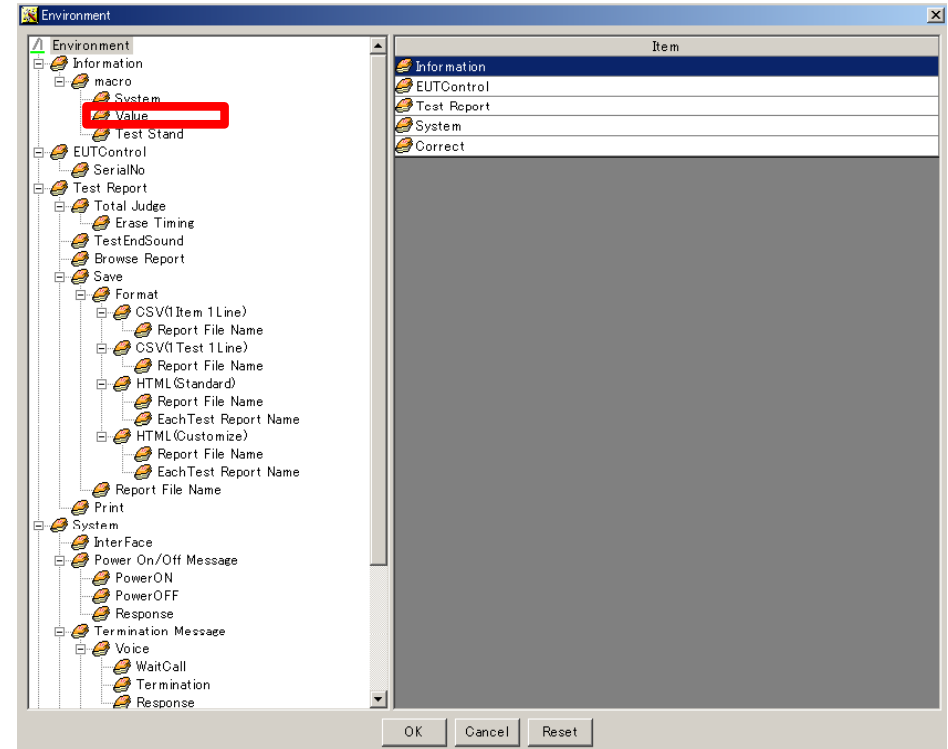 Environment
Environment
Information
macro
System
Value
Test Stand
EUTControl
SerialNo
Test Report
Total Judge
Erase Timing
TestEndSound
Browse Report
Save
Format
CSV(1Item 1Line)
Report File Name
CSV(1Test 1Line)
Report File Name
HTML(Standard)
Report File Name
EachTest Report Name
HTML(Customize)
Report File Name
EachTest Report Name
Report File Name
Print
System
InterFace
Power On/Off Message
PowerON
PowerOFF
Response
Termination Message
Voice
WaitCall
Termination
Response
Item
Information
EUTControl
Test Report
System
Correct
OK Cancel Reset